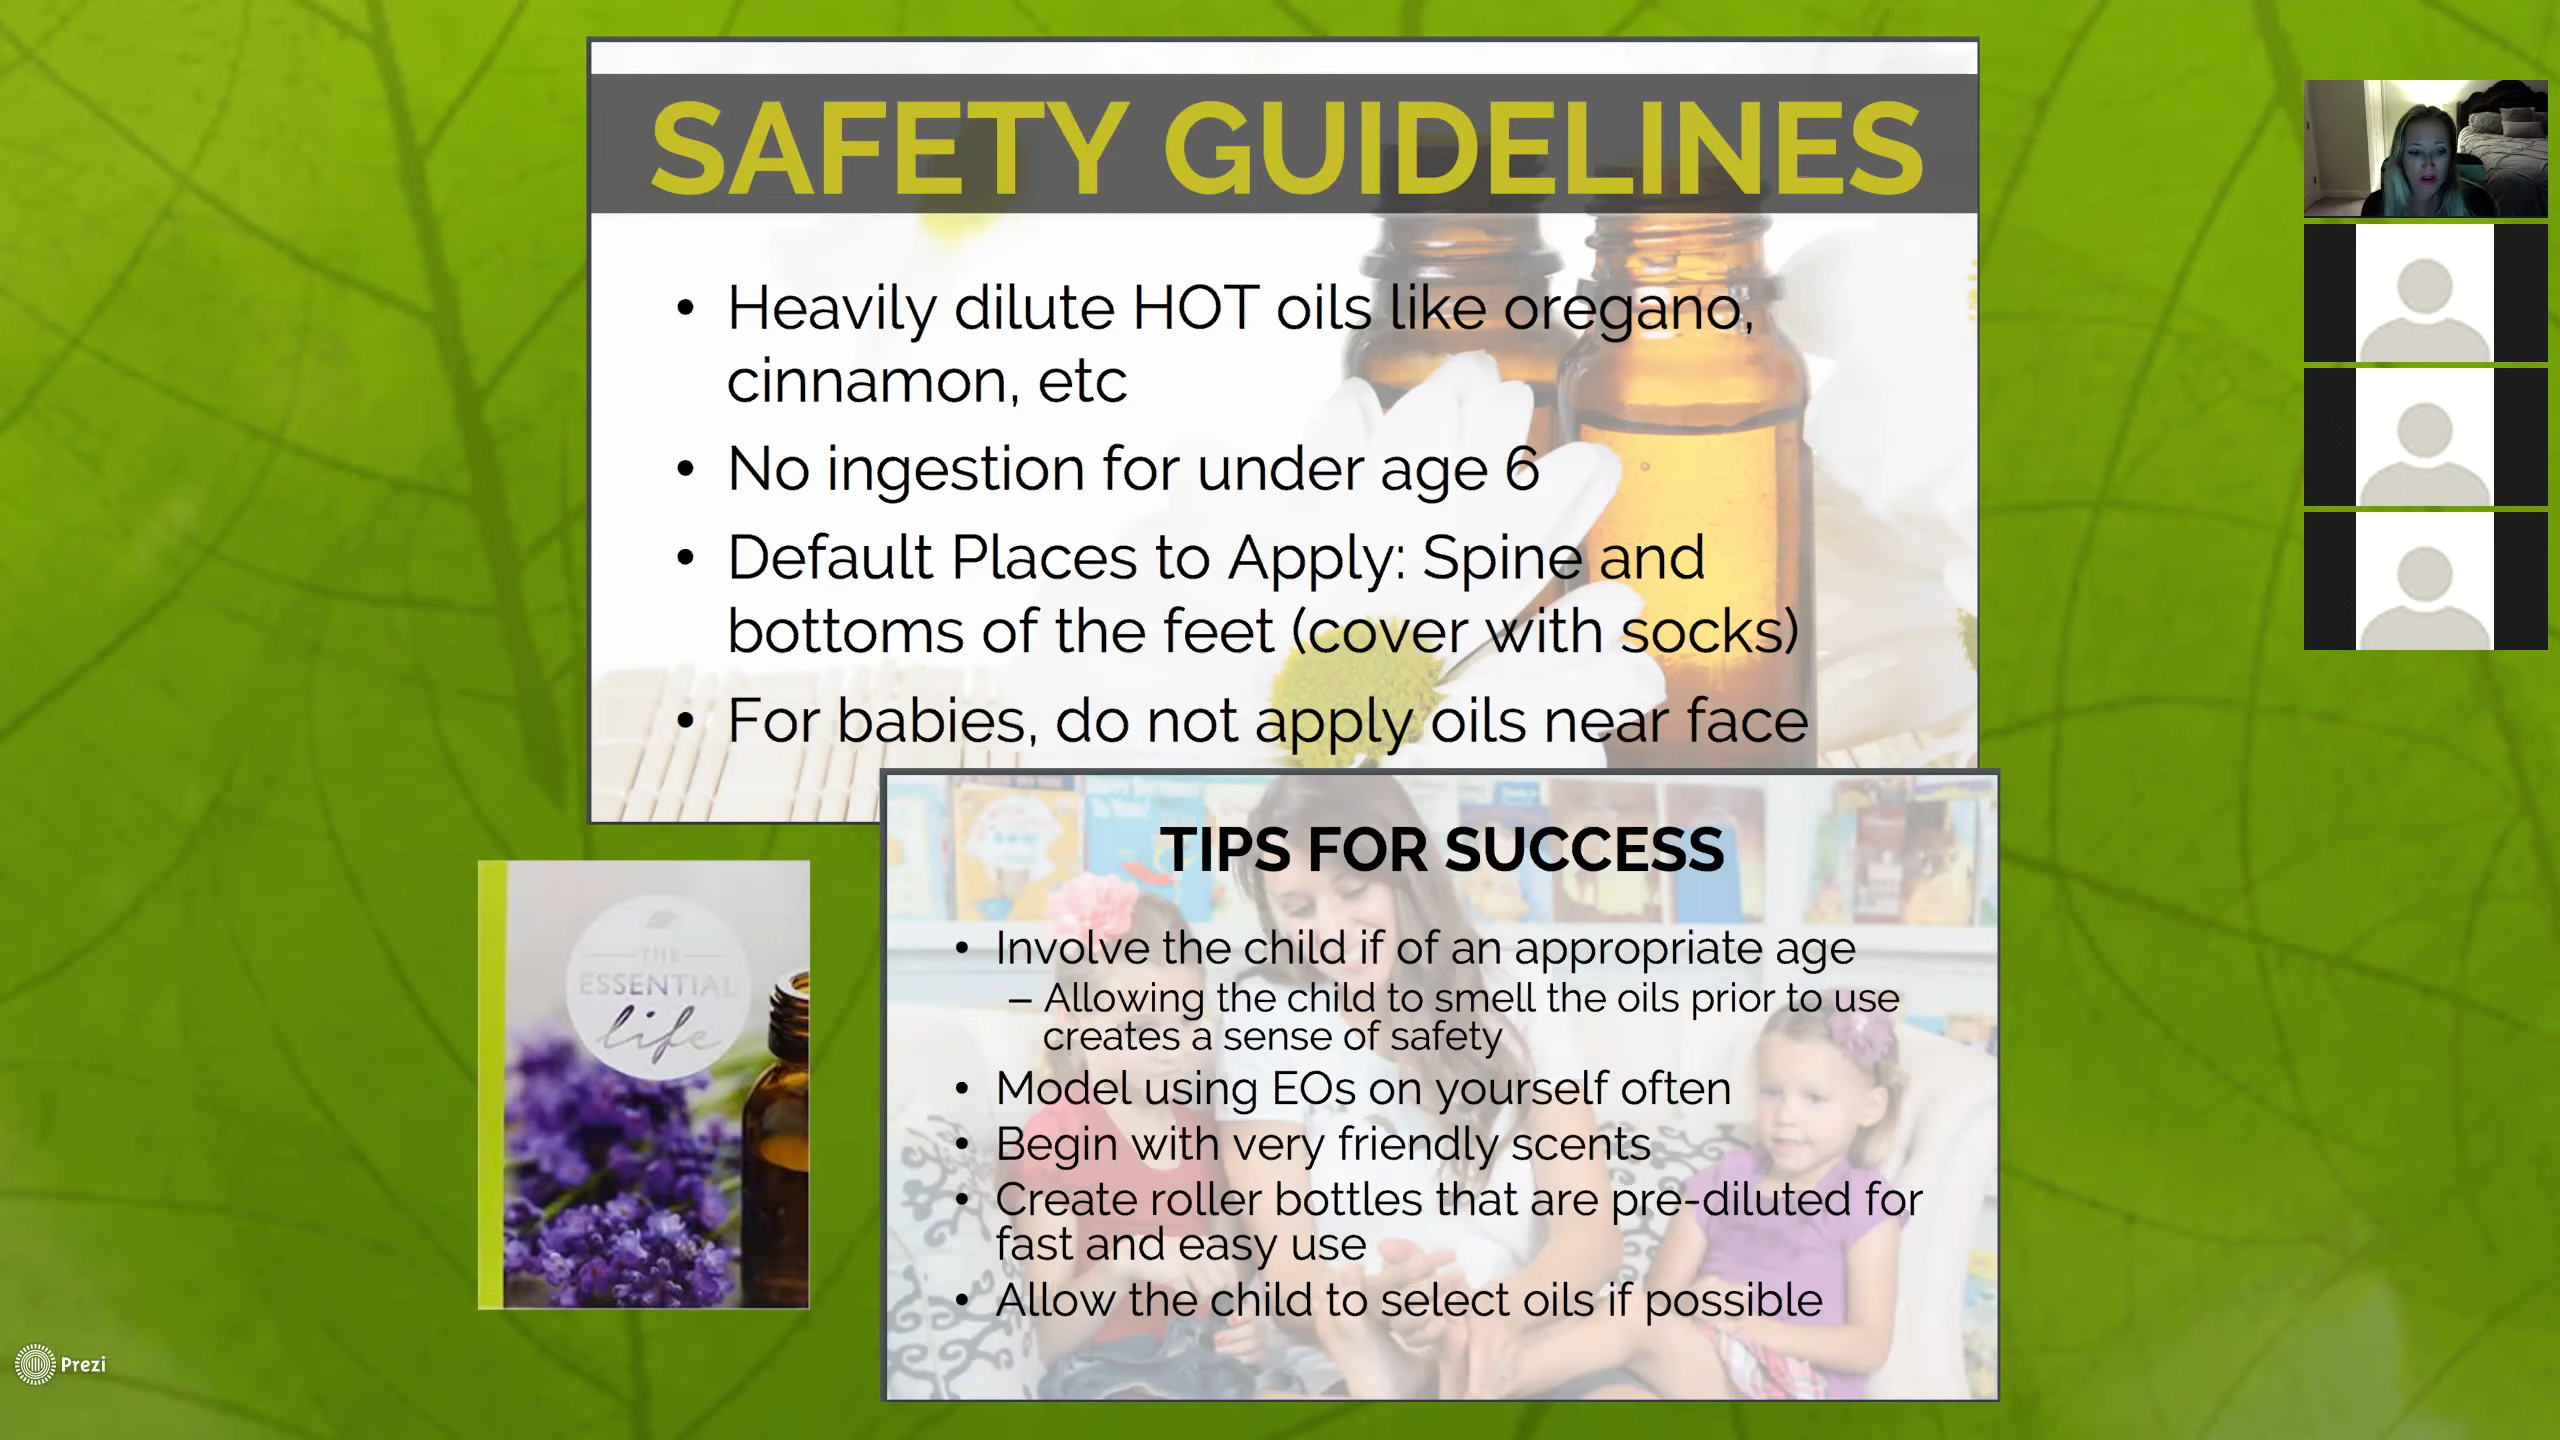 SAFETY GUIDELINES
• Heavily dilute HOT oils like oregano,
cinnamon, etc
• No ingestion for under age 6
• Default Places to Apply: Spine and
bottoms of the feet (cover with socks)
• For babies, do not apply oils near face
TIPS FOR SUCCESS
• Involve the child if of an appropriate age
– Allowing the child to smell the oils prior to use
creates a sense of safety
• Model using EOs on yourself often
• Begin with very friendly scents
• Create roller bottles that are pre-diluted for
fast and easy use
• Allow the child to select oils if possible
THE
ESSENTIAL
life
Prezi